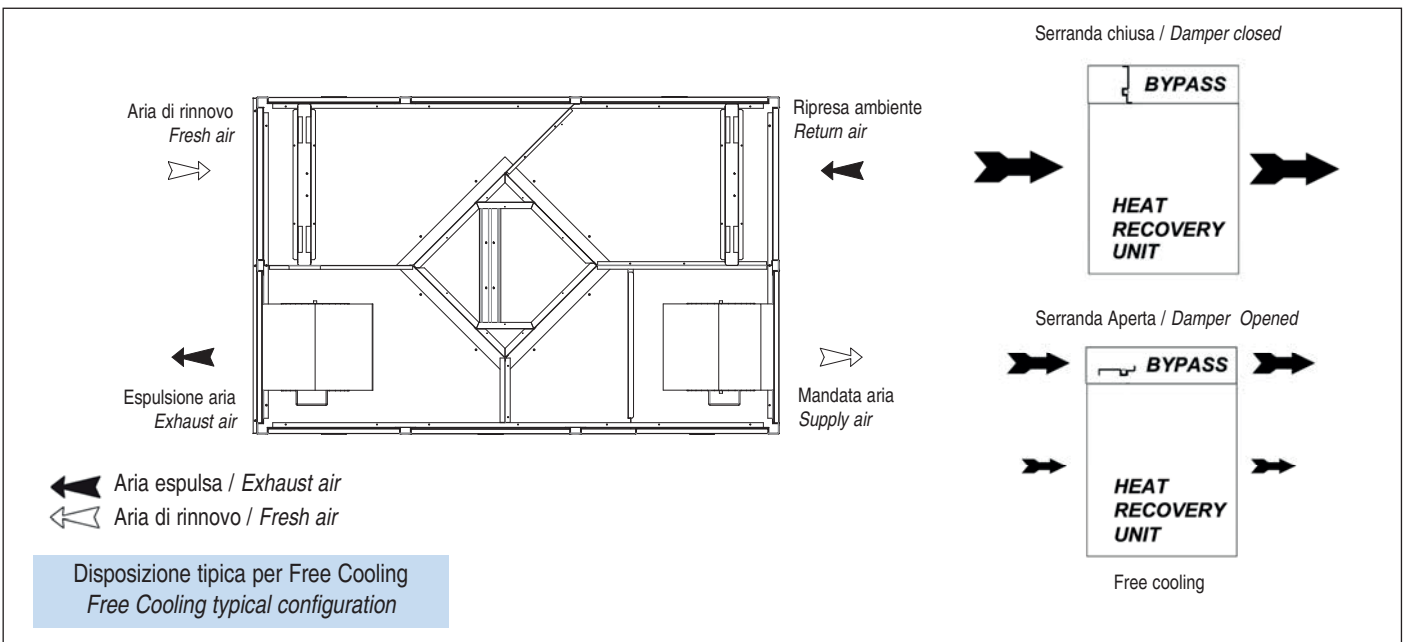 Aria di rinnovo
Fresh air
Ripresa ambiente
Return air
Espulsione aria
Exhaust air
Mandata aria
Supply air
Aria espulsa / Exhaust air
Aria di rinnovo / Fresh air
Disposizione tipica per Free Cooling
Free Cooling typical configuration
Serranda chiusa / Damper closed
BYPASS
HEAT
RECOVERY
UNIT
Serranda Aperta / Damper Opened
BYPASS
HEAT
RECOVERY
UNIT
Free cooling